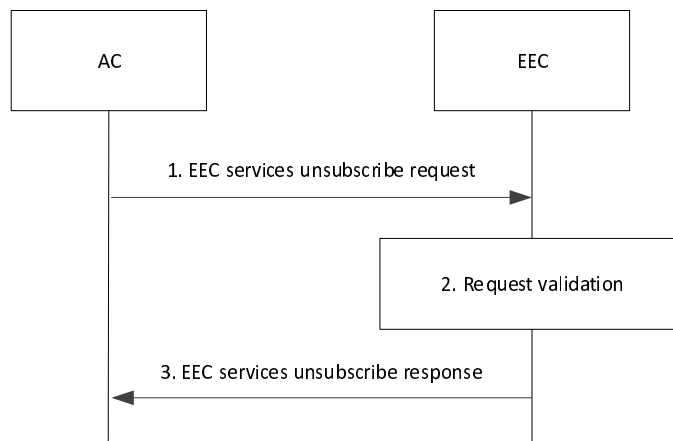 AC
EEC
1. EEC services unsubscribe request
2. Request validation
3. EEC services unsubscribe response